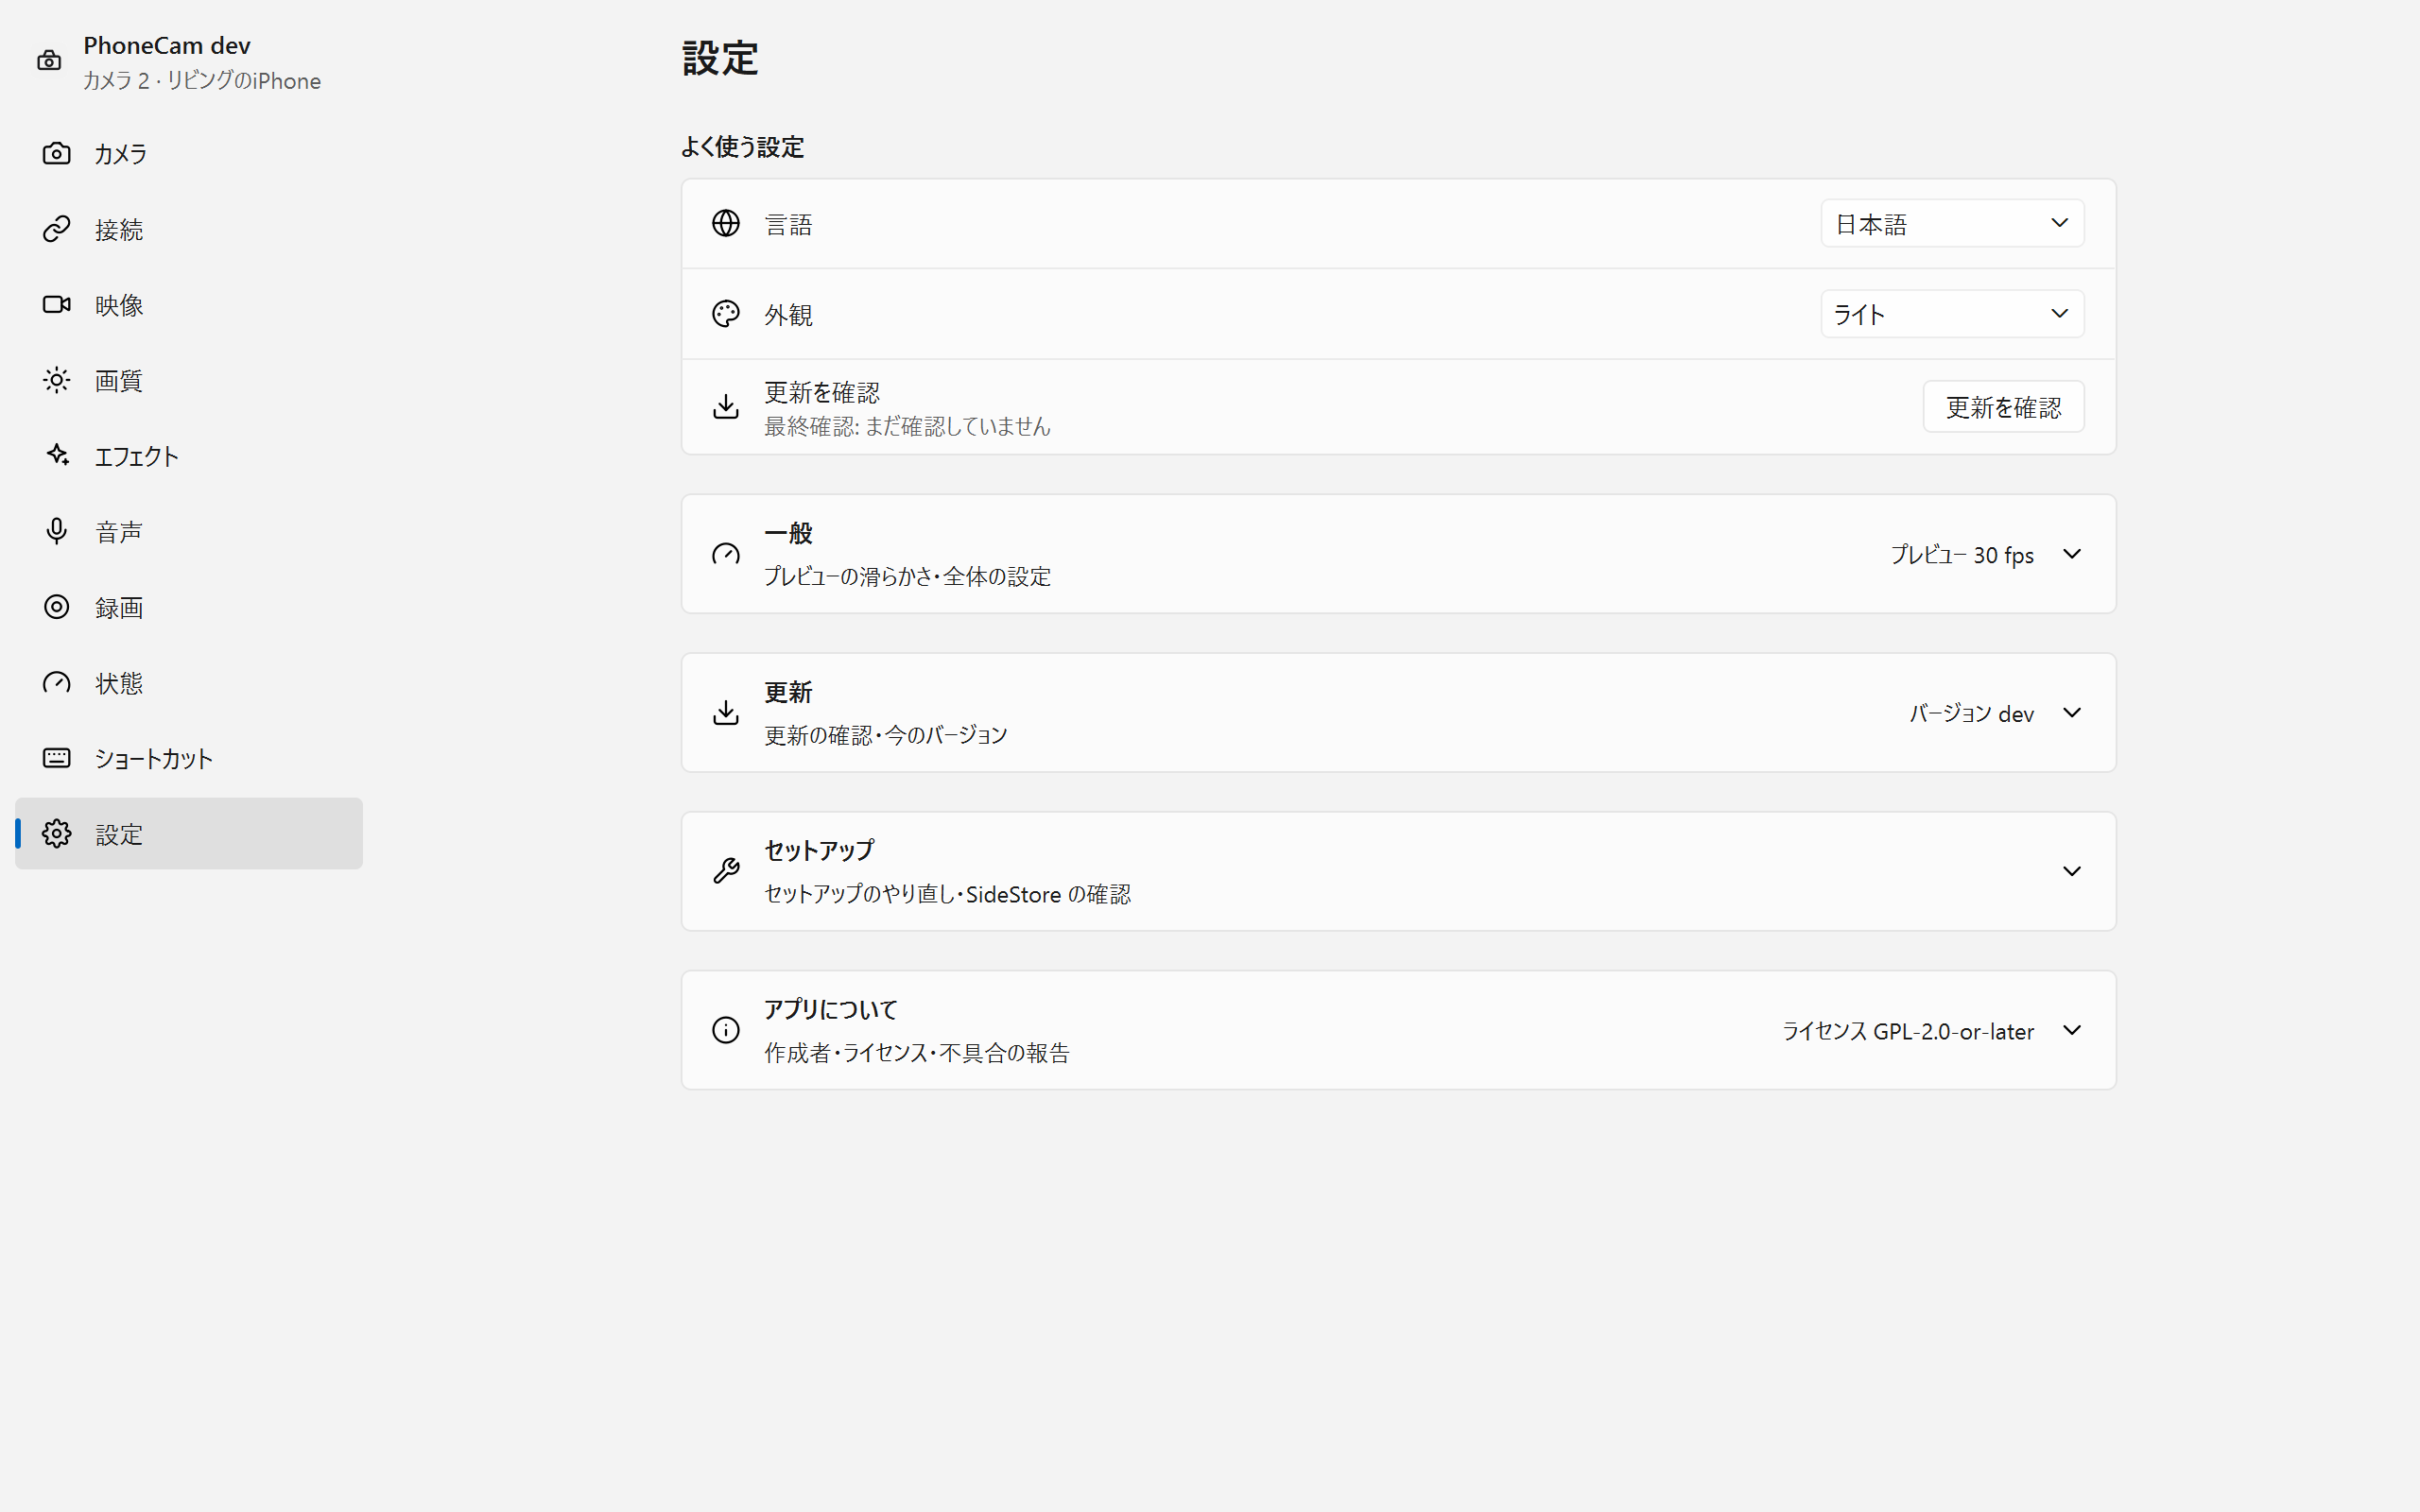 PhoneCam dev
カメラ 2 · リビングのiPhone
カメラ
接続
映像
画質
エフェクト
音声
録画
状態
ショートカット
設定
設定
よく使う設定
言語
日本語
外観
ライト
更新を確認
最終確認: まだ確認していません
更新を確認
一般
プレビューの滑らかさ・全体の設定
プレビュー 30 fps
更新
更新の確認・今のバージョン
バージョン dev
セットアップ
セットアップのやり直し・SideStore の確認
アプリについて
作成者・ライセンス・不具合の報告
ライセンス GPL-2.0-or-later